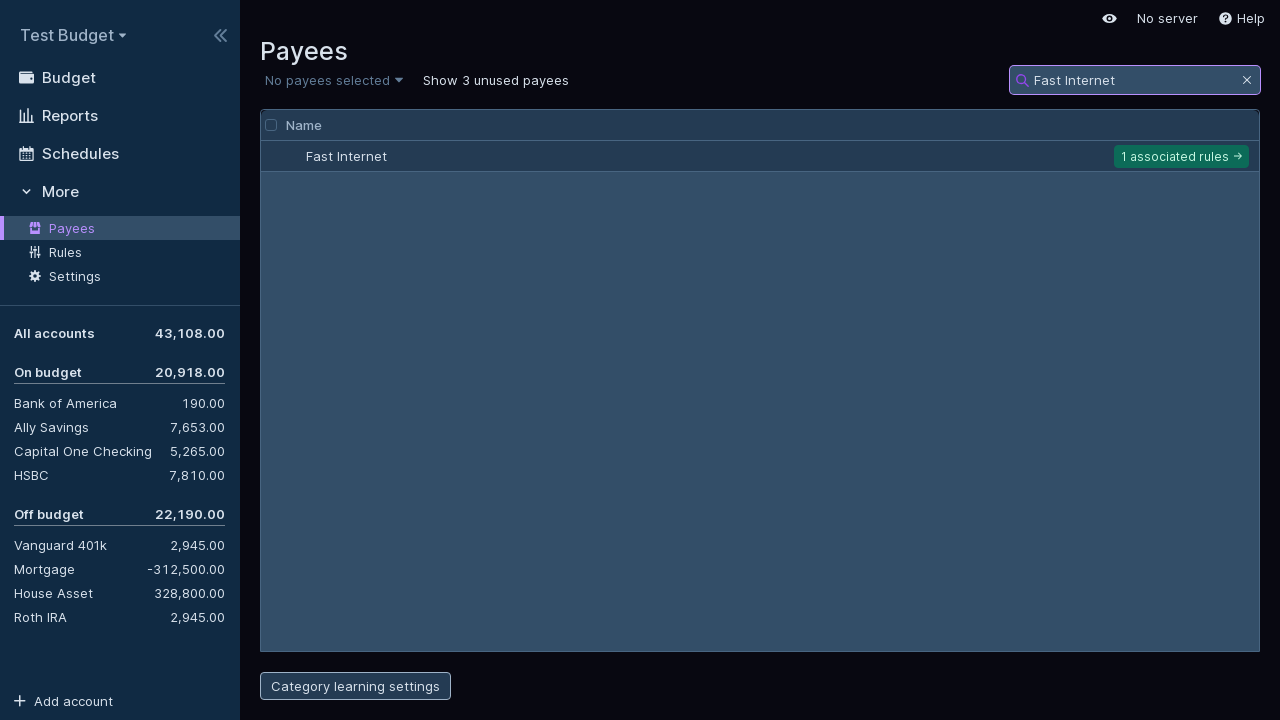 Test Budget
Budget
Reports
Schedules
More
Payees
Rules
Settings
All accounts 43,108.00
On budget 20,918.00
Bank of America 190.00
Ally Savings 7,653.00
Capital One Checking 5,265.00
HSBC 7,810.00
Off budget 22,190.00
Vanguard 401k 2,945.00
Mortgage -312,500.00
House Asset 328,800.00
Roth IRA 2,945.00
Add account
No server Help
Payees
No payees selected Show 3 unused payees Fast Internet
Name
Fast Internet 1 associated rules →
Category learning settings